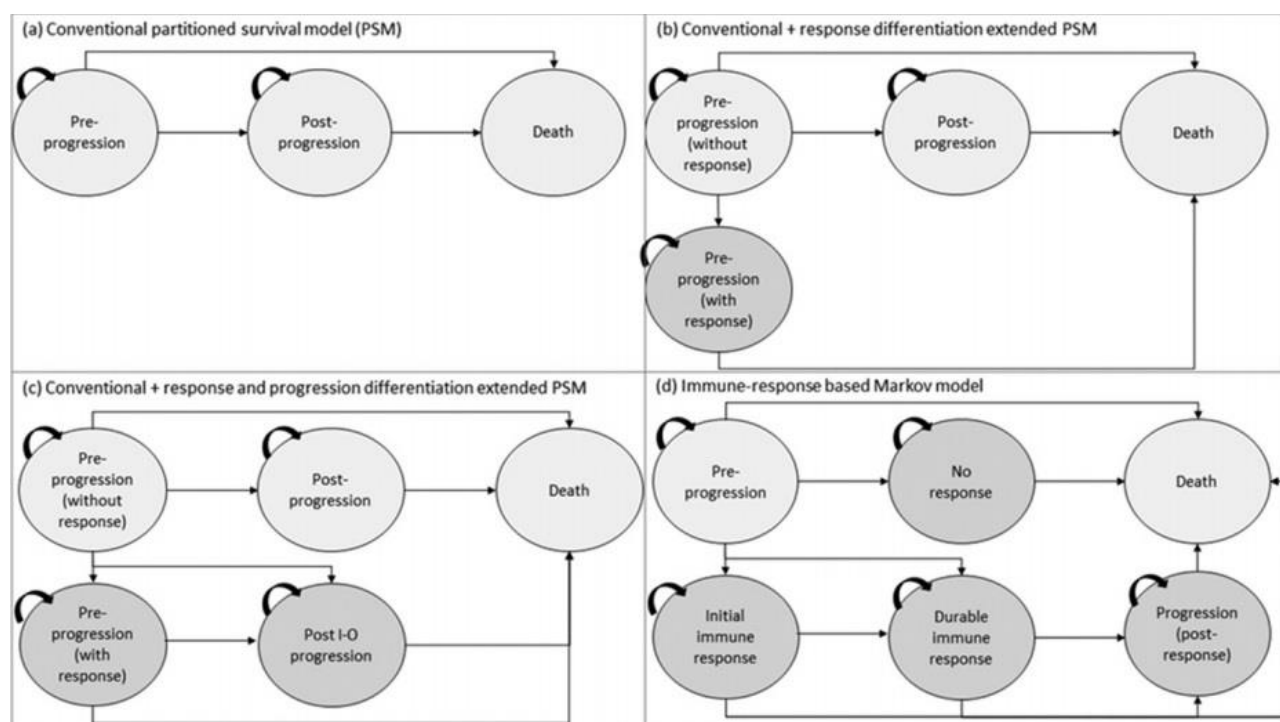 (a) Conventional partitioned survival model (PSM)
Pre-
progression
Post-
progression
Death
(b) Conventional + response differentiation extended PSM
Pre-
progression
(without
response)
Post-
progression
Death
Pre-
progression
(with
response)
(c) Conventional + response and progression differentiation extended PSM
Pre-
progression
(without
response)
Post-
progression
Death
Pre-
progression
(with
response)
Post I-O
progression
(d) Immune-response based Markov model
Pre-
progression
No
response
Death
Initial
immune
response
Durable
immune
response
Progression
(post-
response)